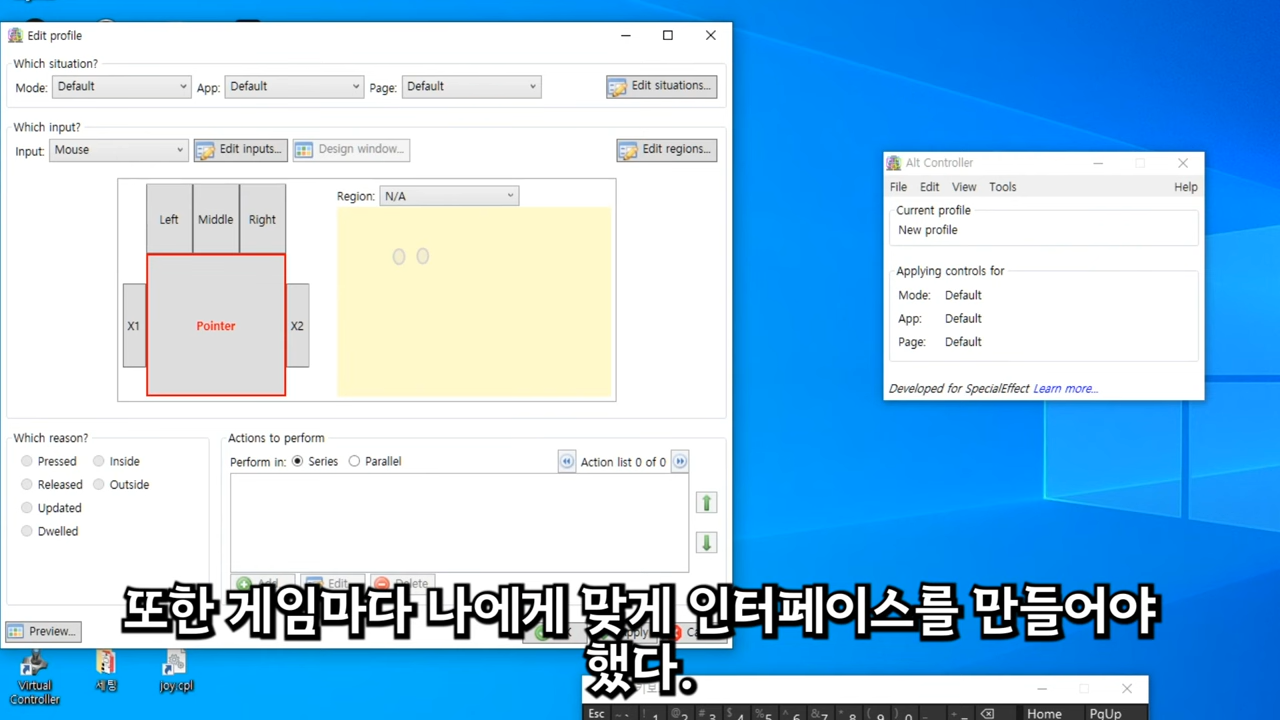 Edit profile
Which situation?
Mode: Default App: Default Page: Default Edit situations...
Which input?
Input: Mouse Edit inputs... Design window... Edit regions...
Left Middle Right
Region: N/A
X1 Pointer X2
Which reason?
Pressed Inside
Released Outside
Updated
Dwelled
Actions to perform
Perform in: Series Parallel Action list 0 of 0
Add Edit Delete
Preview...
또한 게임마다 나에게 맞게 인터페이스를 만들어야
했다.
Alt Controller
File Edit View Tools Help
Current profile
New profile
Applying controls for
Mode: Default
App: Default
Page: Default
Developed for SpecialEffect Learn more...
Virtual
Controller
세팅
joy.cpl
Esc Home PgUp